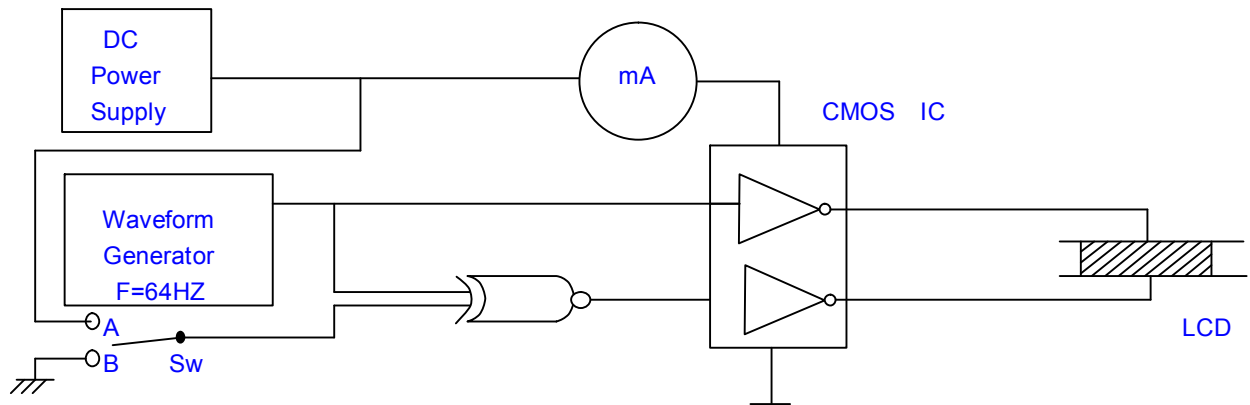 DC
Power
Supply
mA
CMOS IC
Waveform
Generator
F=64HZ
A
B
Sw
LCD